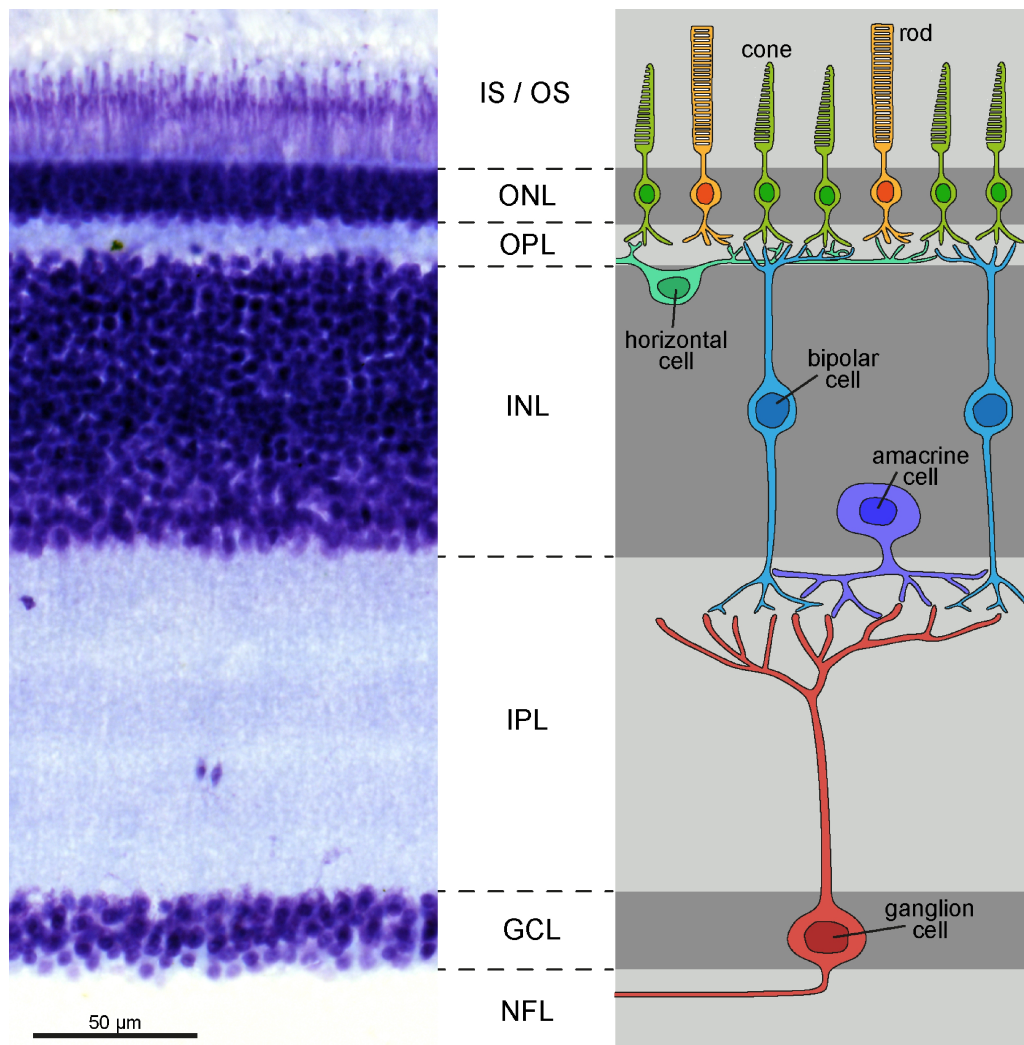 IS / OS
ONL
OPL
INL
IPL
GCL
NFL
50 µm
cone
rod
horizontal
cell
bipolar
cell
amacrine
cell
ganglion
cell